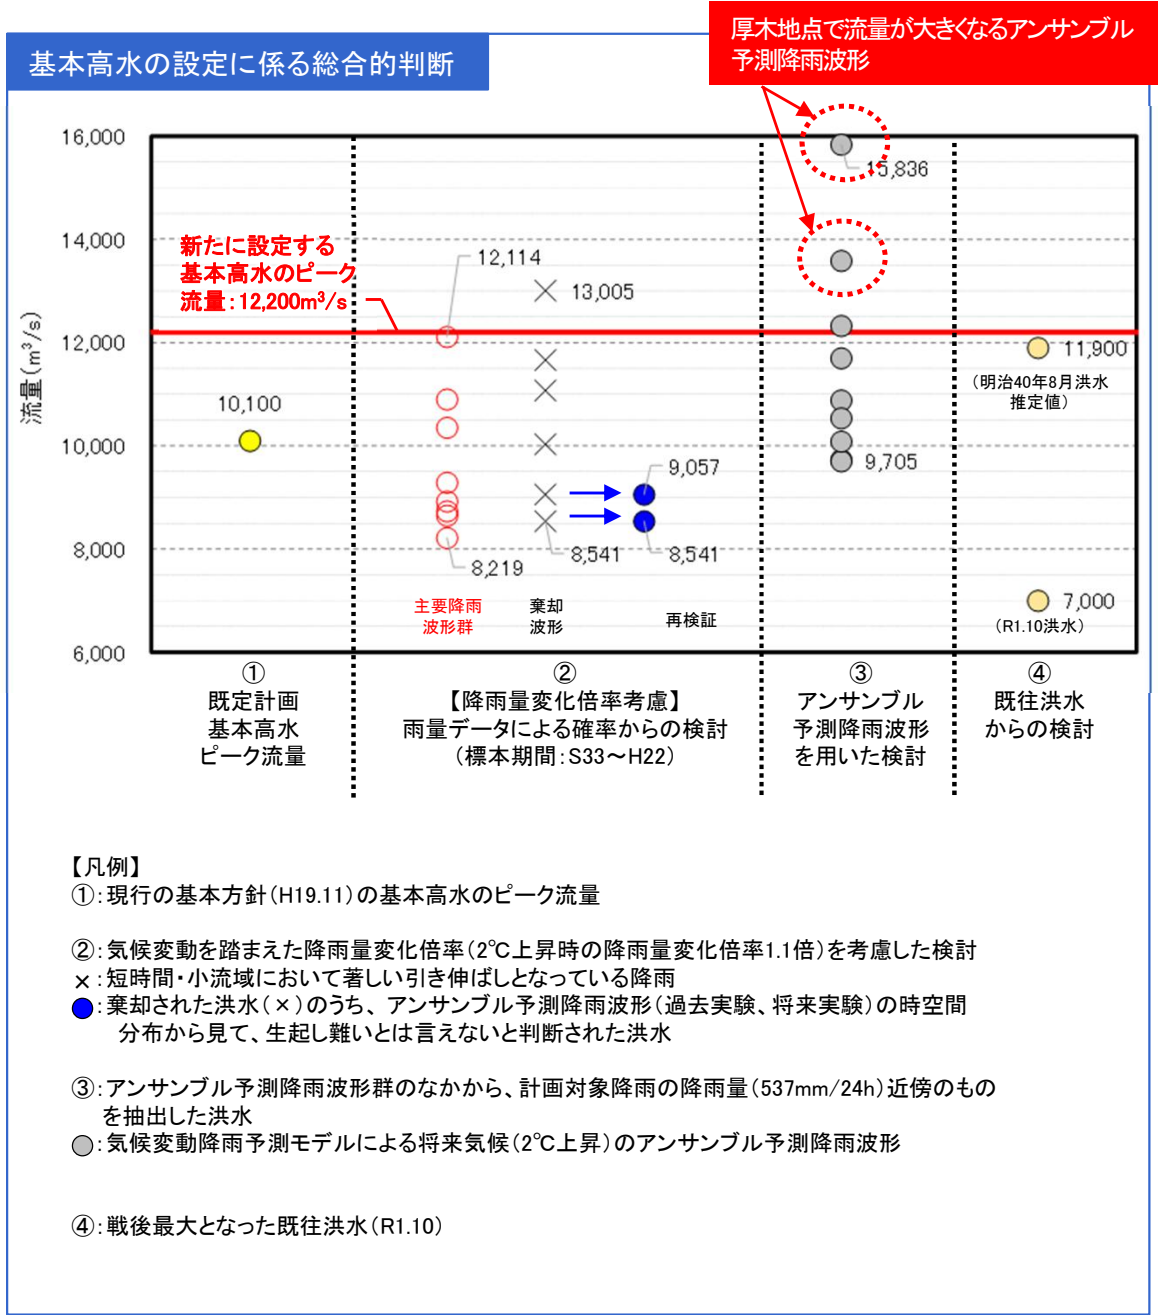 厚木地点で流量が大きくなるアンサンブル
予測降雨波形
基本高水の設定に係る総合的判断
流量(m³/s)
16,000
14,000
12,000
10,000
8,000
6,000
新たに設定する
基本高水のピーク
流量:12,200m³/s
10,100
12,114
8,219
13,005
8,541
9,057
8,541
15,836
9,705
11,900
(明治40年8月洪水
推定値)
7,000
(R1.10洪水)
主要降雨
波形群
棄却
波形
再検証
①
既定計画
基本高水
ピーク流量
②
【降雨量変化倍率考慮】
雨量データによる確率からの検討
(標本期間:S33～H22)
③
アンサンブル
予測降雨波形
を用いた検討
④
既往洪水
からの検討
【凡例】
①:現行の基本方針(H19.11)の基本高水のピーク流量
②:気候変動を踏まえた降雨量変化倍率(2℃上昇時の降雨量変化倍率1.1倍)を考慮した検討
×:短時間・小流域において著しい引き伸ばしとなっている降雨
●:棄却された洪水(×)のうち、アンサンブル予測降雨波形(過去実験、将来実験)の時空間
分布から見て、生起し難いとは言えないと判断された洪水
③:アンサンブル予測降雨波形群のなかから、計画対象降雨の降雨量(537mm/24h)近傍のもの
を抽出した洪水
●:気候変動降雨予測モデルによる将来気候(2℃上昇)のアンサンブル予測降雨波形
④:戦後最大となった既往洪水(R1.10)